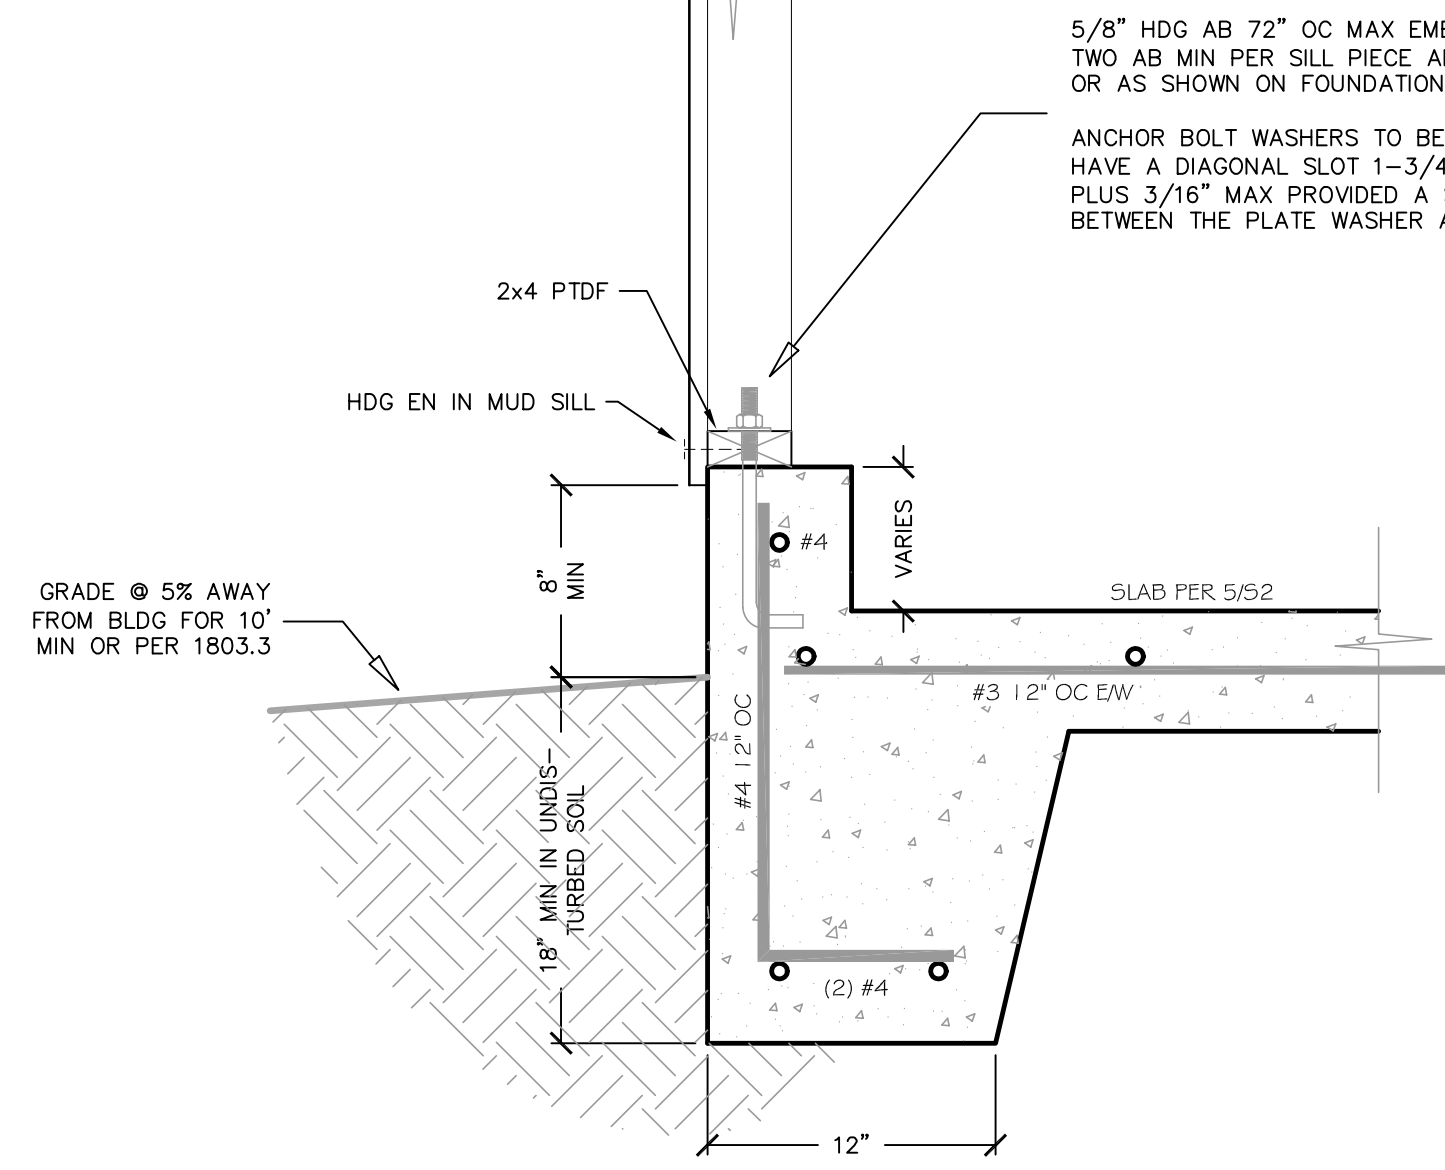 5/8" HDG AB 72" OC MAX
TWO AB MIN PER SILL PIECE
OR AS SHOWN ON FOUNDATION
ANCHOR BOLT WASHERS TO BE
HAVE A DIAGONAL SLOT 1-3/4
PLUS 3/16" MAX PROVIDED A
BETWEEN THE PLATE WASHER
2x4 PTDF
HDG EN IN MUD SILL
VARIES
8"
MIN
#4
GRADE @ 5% AWAY
FROM BLDG FOR 10'
MIN OR PER 1803.3
SLAB PER 5/S2
#3 12" OC E/W
#4 12" OC
18" MIN IN UNDIS-
TURBED SOIL
(2) #4
12"